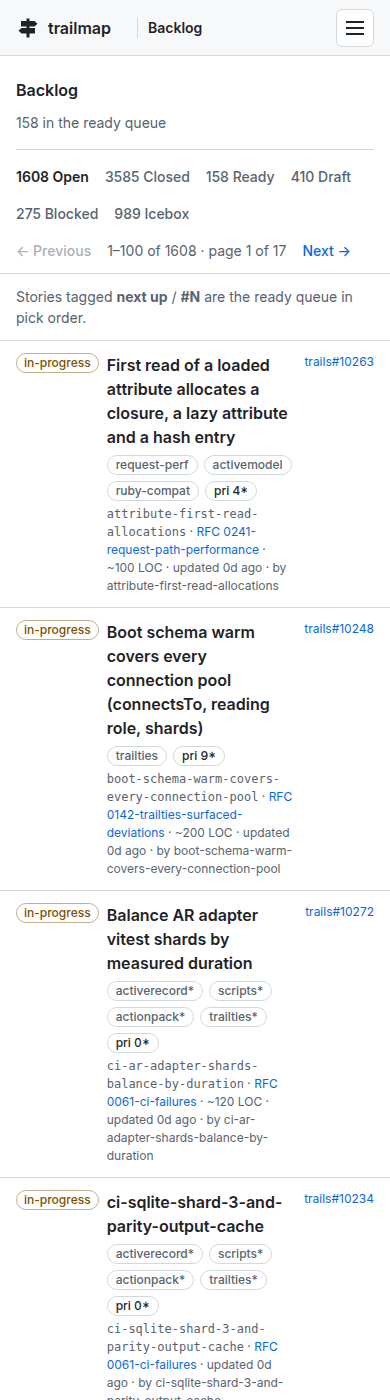 trailmap
Backlog
Backlog
158 in the ready queue
1608 Open 3585 Closed 158 Ready 410 Draft
275 Blocked 989 Icebox
← Previous 1–100 of 1608 · page 1 of 17 Next →
Stories tagged next up / #N are the ready queue in
pick order.
in-progress
First read of a loaded
attribute allocates a
closure, a lazy attribute
and a hash entry
trails#10263
request-perf activemodel
ruby-compat pri 4*
attribute-first-read-
allocations · RFC 0241-
request-path-performance ·
~100 LOC · updated 0d ago · by
attribute-first-read-allocations
in-progress
Boot schema warm
covers every
connection pool
(connectsTo, reading
role, shards)
trails#10248
trailties pri 9*
boot-schema-warm-covers-
every-connection-pool · RFC
0142-trailties-surfaced-
deviations · ~200 LOC · updated
0d ago · by boot-schema-warm-
covers-every-connection-pool
in-progress
Balance AR adapter
vitest shards by
measured duration
trails#10272
activerecord* scripts*
actionpack* trailties*
pri 0*
ci-ar-adapter-shards-
balance-by-duration · RFC
0061-ci-failures · ~120 LOC ·
updated 0d ago · by ci-ar-
adapter-shards-balance-by-
duration
in-progress
ci-sqlite-shard-3-and-
parity-output-cache
trails#10234
activerecord* scripts*
actionpack* trailties*
pri 0*
ci-sqlite-shard-3-and-
parity-output-cache · RFC
0061-ci-failures · updated 0d
ago · by ci-sqlite-shard-3-and-
parity-output-cache